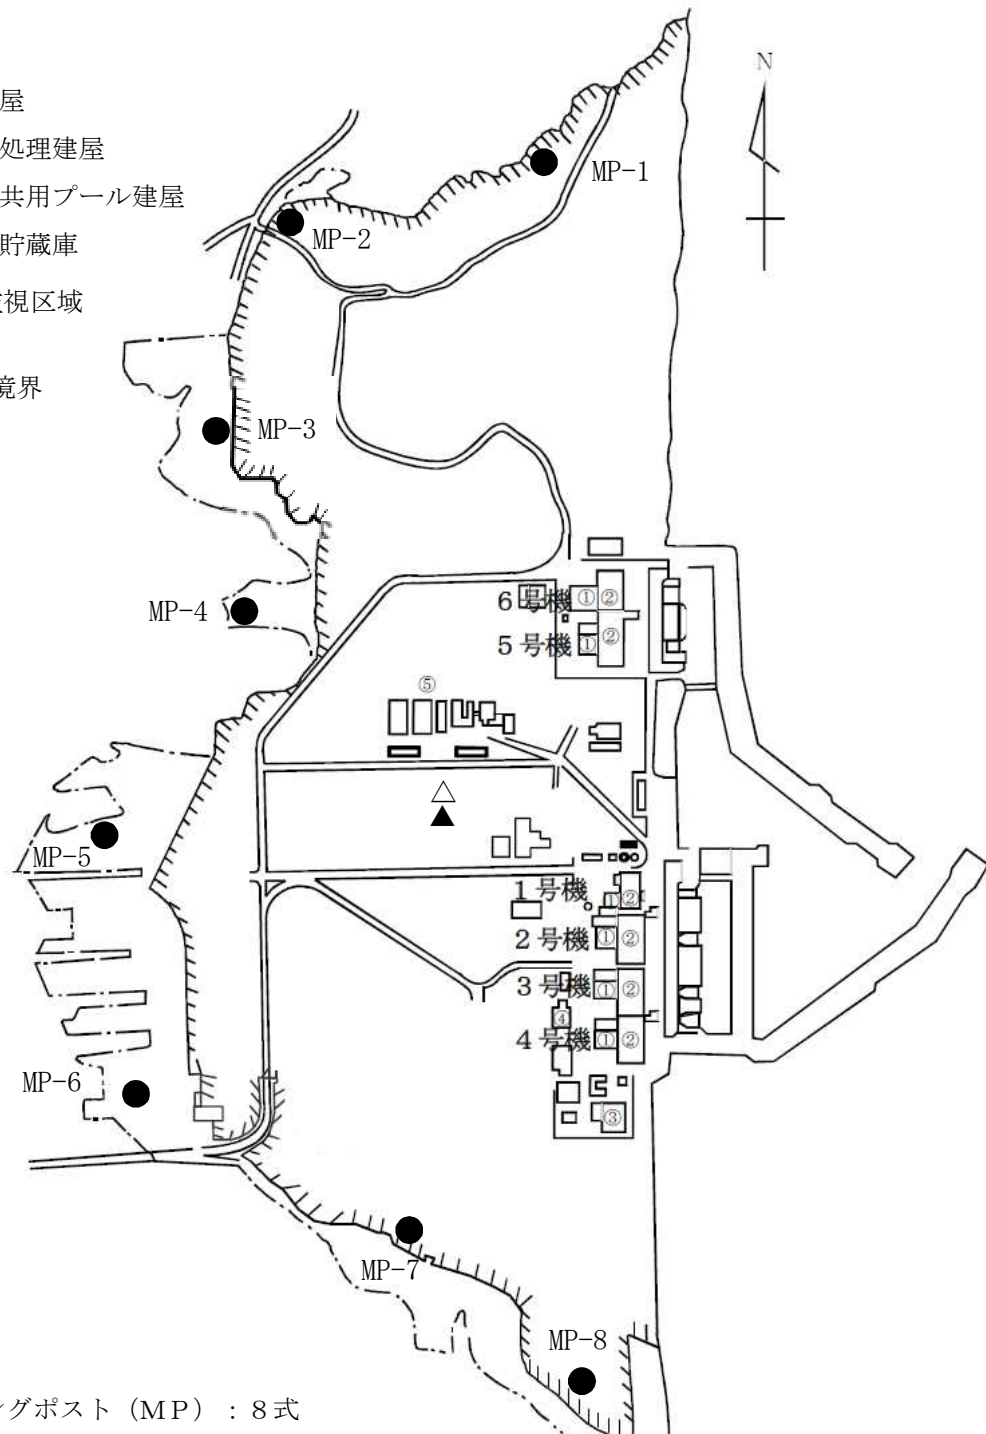 屋
処理建屋
共用プール建屋
貯蔵庫
視区域
境界
N
MP-1
MP-2
MP-3
MP-4
6号機 ① ②
5号機 ① ②
⑤
MP-5
1号機 ① ②
2号機 ① ②
3号機 ① ②
④
4号機 ① ②
MP-6
③
MP-7
MP-8
グポスト（MP）：8式